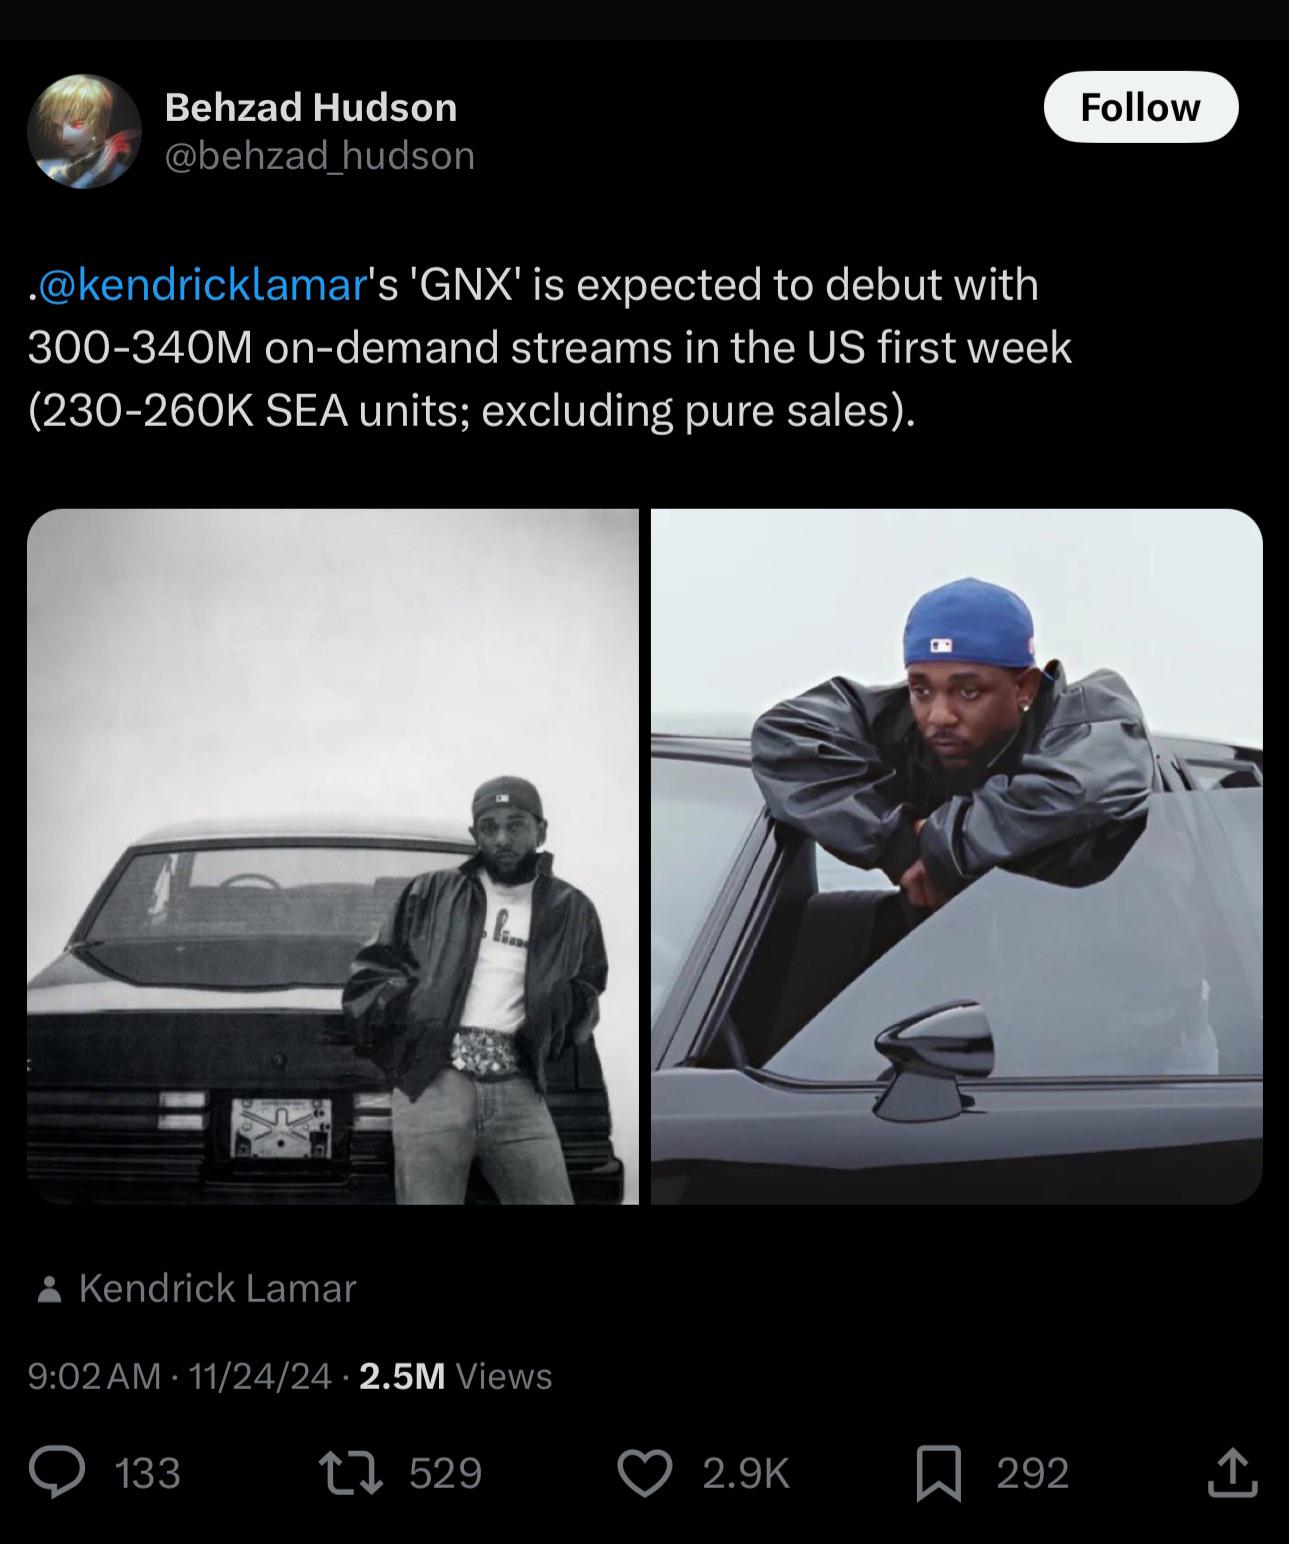 Behzad Hudson
@behzad_hudson
Follow
.@kendricklamar's 'GNX' is expected to debut with
300-340M on-demand streams in the US first week
(230-260K SEA units; excluding pure sales).
Kendrick Lamar
9:02 AM · 11/24/24 · 2.5M Views
133
529
2.9K
292